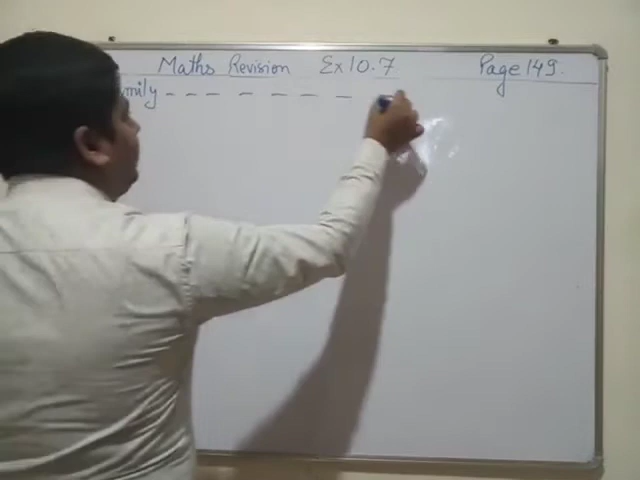 Maths Revision Ex 10.7 Page 149.
mily - - - - - - -